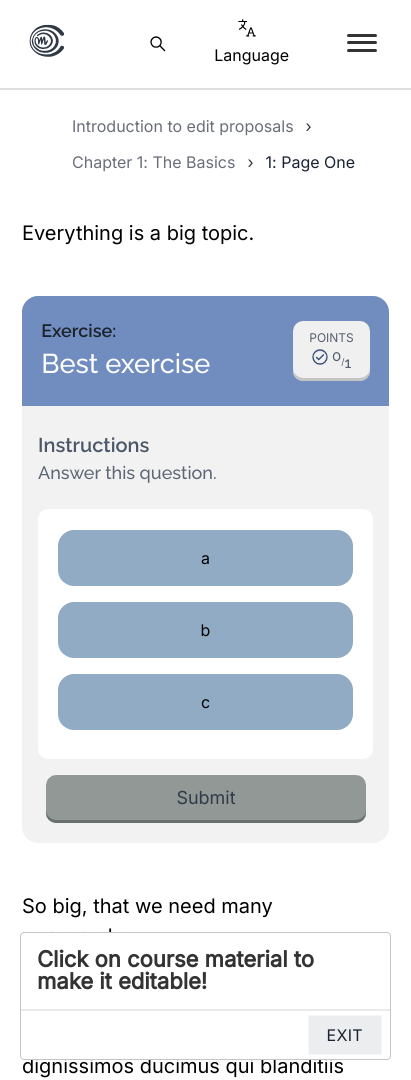 Language
Introduction to edit proposals ›
Chapter 1: The Basics › 1: Page One
Everything is a big topic.
Exercise:
Best exercise
POINTS
0/1
Instructions
Answer this question.
a
b
c
Submit
So big, that we need many
Click on course material to
make it editable!
EXIT
dignissimos ducimus qui blanditiis